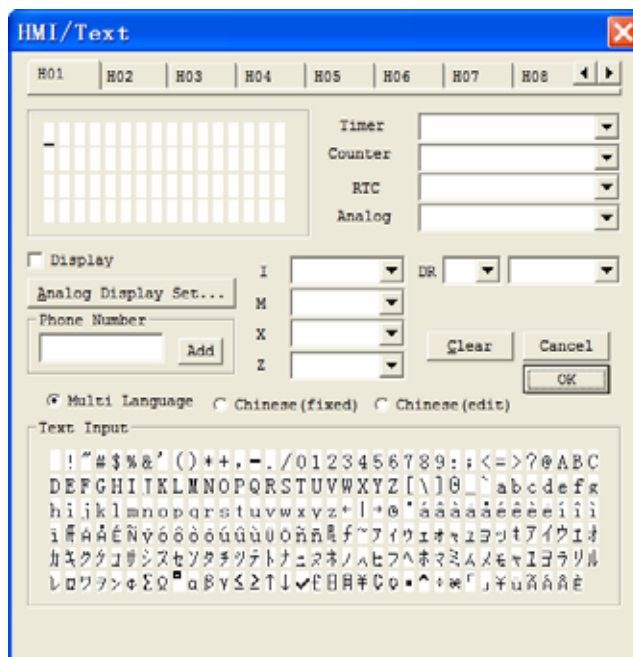 HMI/Text
H01 H02 H03 H04 H05 H06 H07 H08
Timer
Counter
RTC
Analog
Display
I
DR
Analog Display Set...
M
Phone Number
X
Add
Clear
Cancel
Z
OK
Multi Language
Chinese(fixed)
Chinese(edit)
Text Input
!"#$%&'()*+,-./0123456789:;<=>?@ABC
DEFGHIJKLMNOPQRSTUVWXYZ[\]^_`abcdefg
hijklmnopqrstuvwxyz